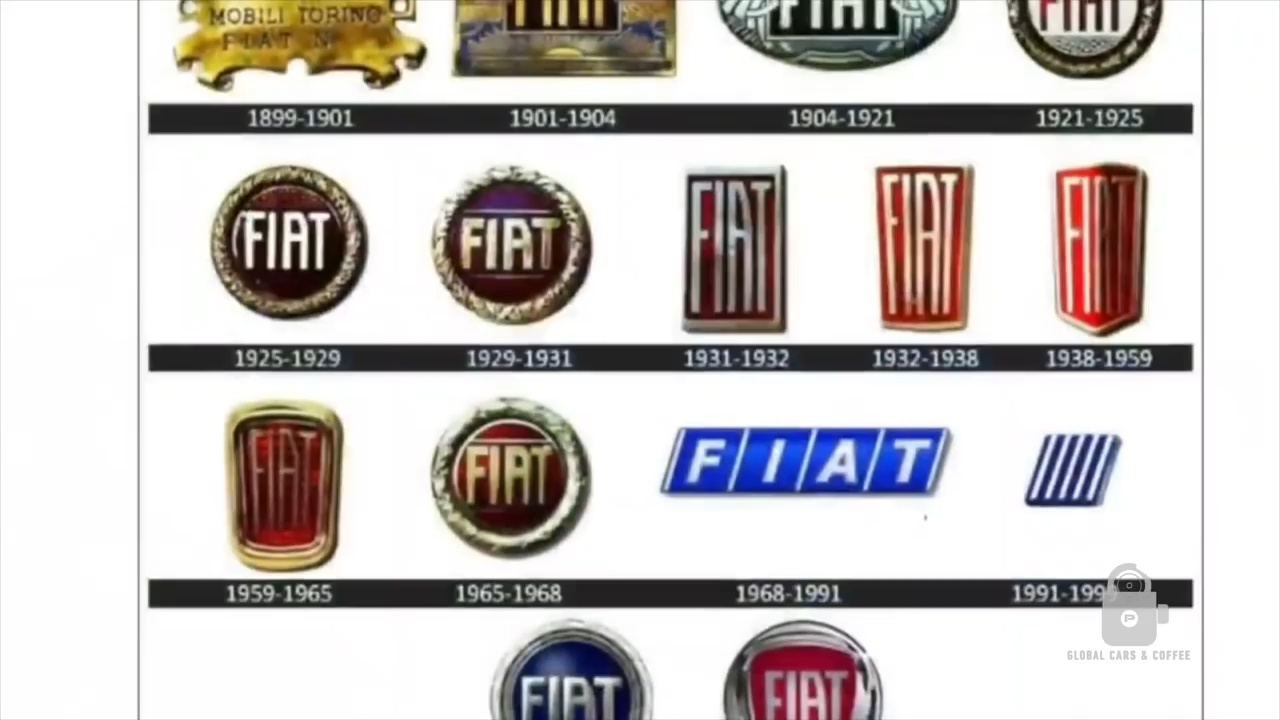 MOBILI TORINO
FIAT N
FIAT
FIAT
FIAT
1899-1901 1901-1904 1904-1921 1921-1925
FIAT FIAT FIAT FIAT FIAT
1925-1929 1929-1931 1931-1932 1932-1938 1938-1959
FIAT FIAT FIAT
1959-1965 1965-1968 1968-1991
P
GLOBAL CARS & COFFEE
FIAT FIAT